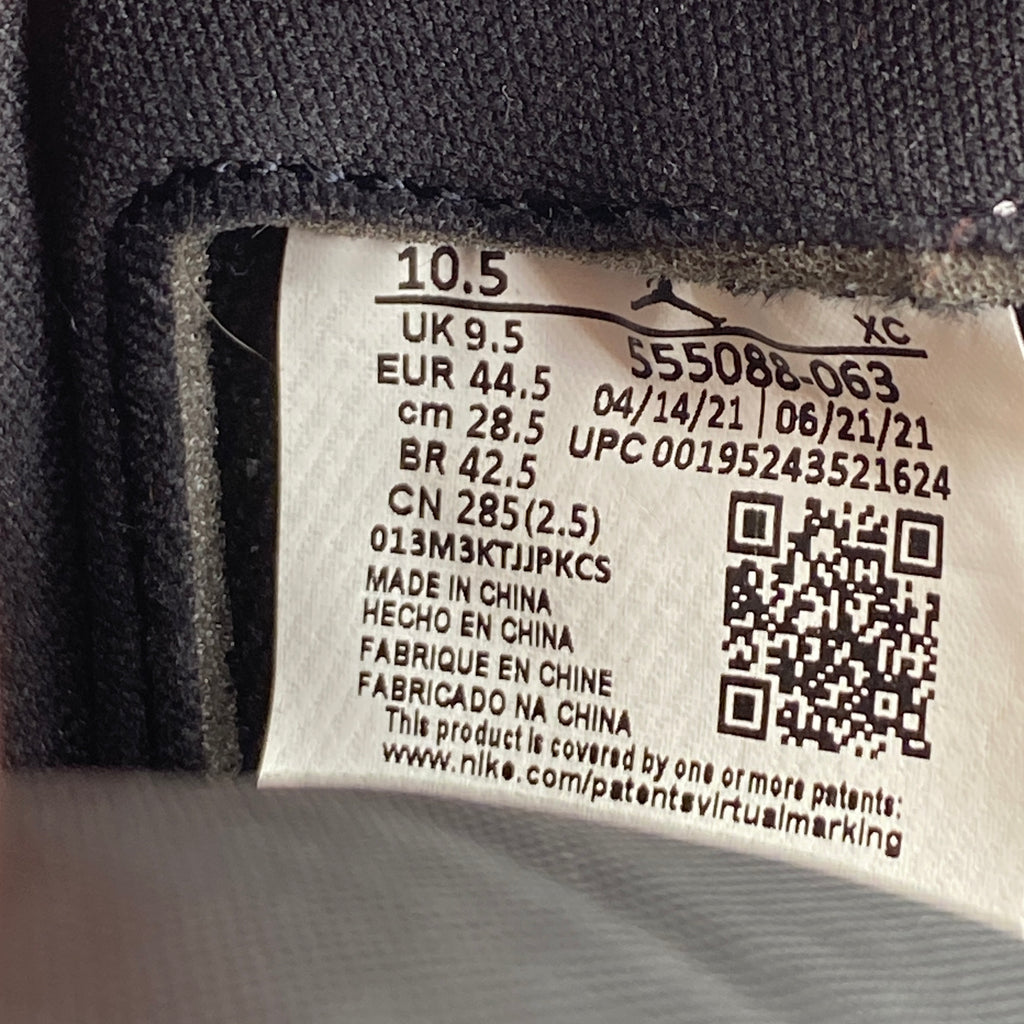 10.5
XC
UK 9.5
555088-063
EUR 44.5
04/14/21 | 06/21/21
cm 28.5
UPC 00195243521624
BR 42.5
CN 285(2.5)
013M3KTJJPKCS
MADE IN CHINA
HECHO EN CHINA
FABRIQUE EN CHINE
FABRICADO NA CHINA
This product is covered by one or more patents:
www.nike.com/patentsvirtualmarking